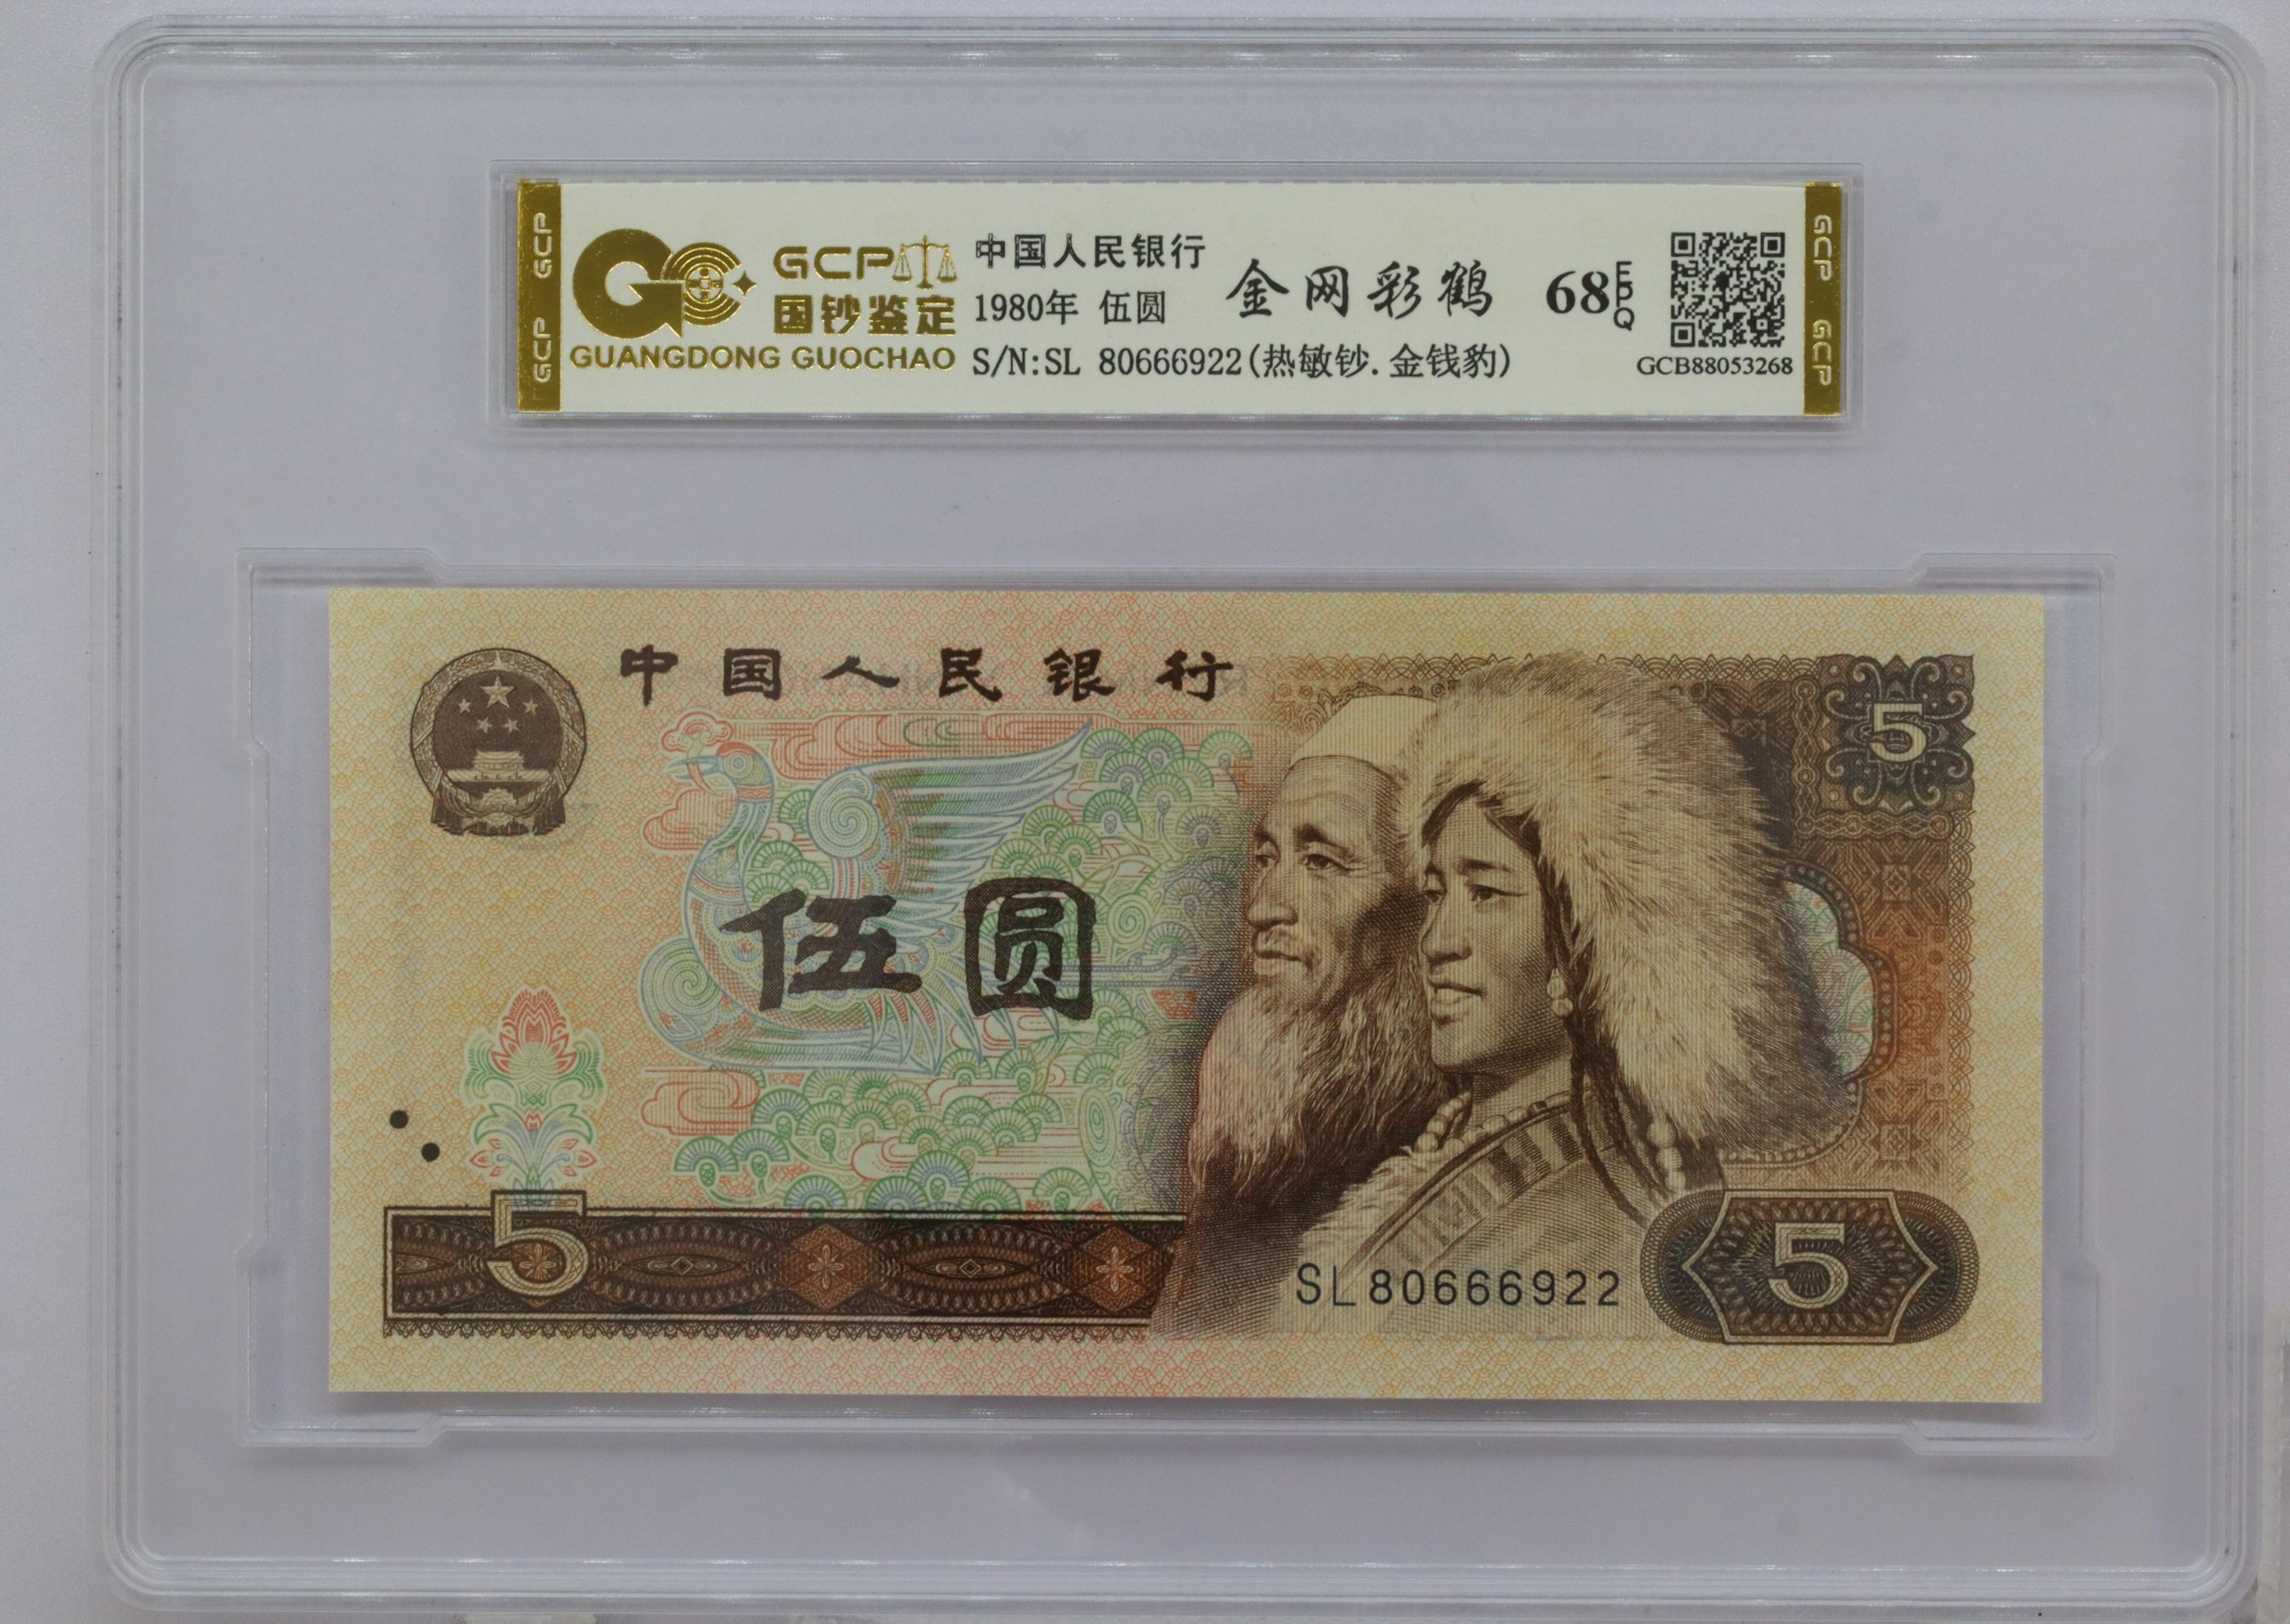 GCP GCP
GCP
国钞鉴定
GUANGDONG GUOCHAO
中国人民银行
1980年 伍圆
S/N:SL 80666922(热敏钞.金钱豹)
金网彩鹤
68 EPQ
GCB88053268
GCP GCP
中国人民银行
5
伍圆
5
SL80666922
5